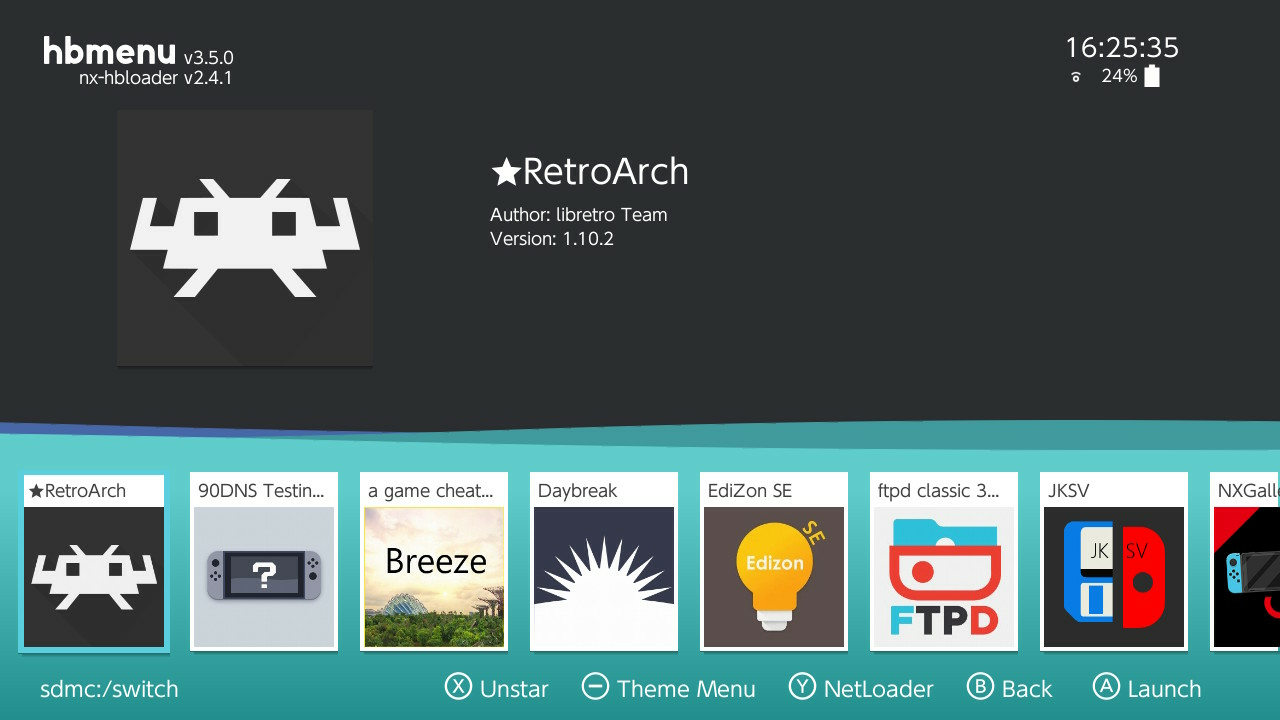 hbmenu v3.5.0
nx-hbloader v2.4.1
16:25:35
24%
★RetroArch
Author: libretro Team
Version: 1.10.2
★RetroArch
90DNS Testin...
a game cheat...
Daybreak
EdiZon SE
ftpd classic 3...
JKSV
NXGalle
?
Breeze
Edizon
SE
FTPD
JK SV
sdmc:/switch
X Unstar
− Theme Menu
Y NetLoader
B Back
A Launch